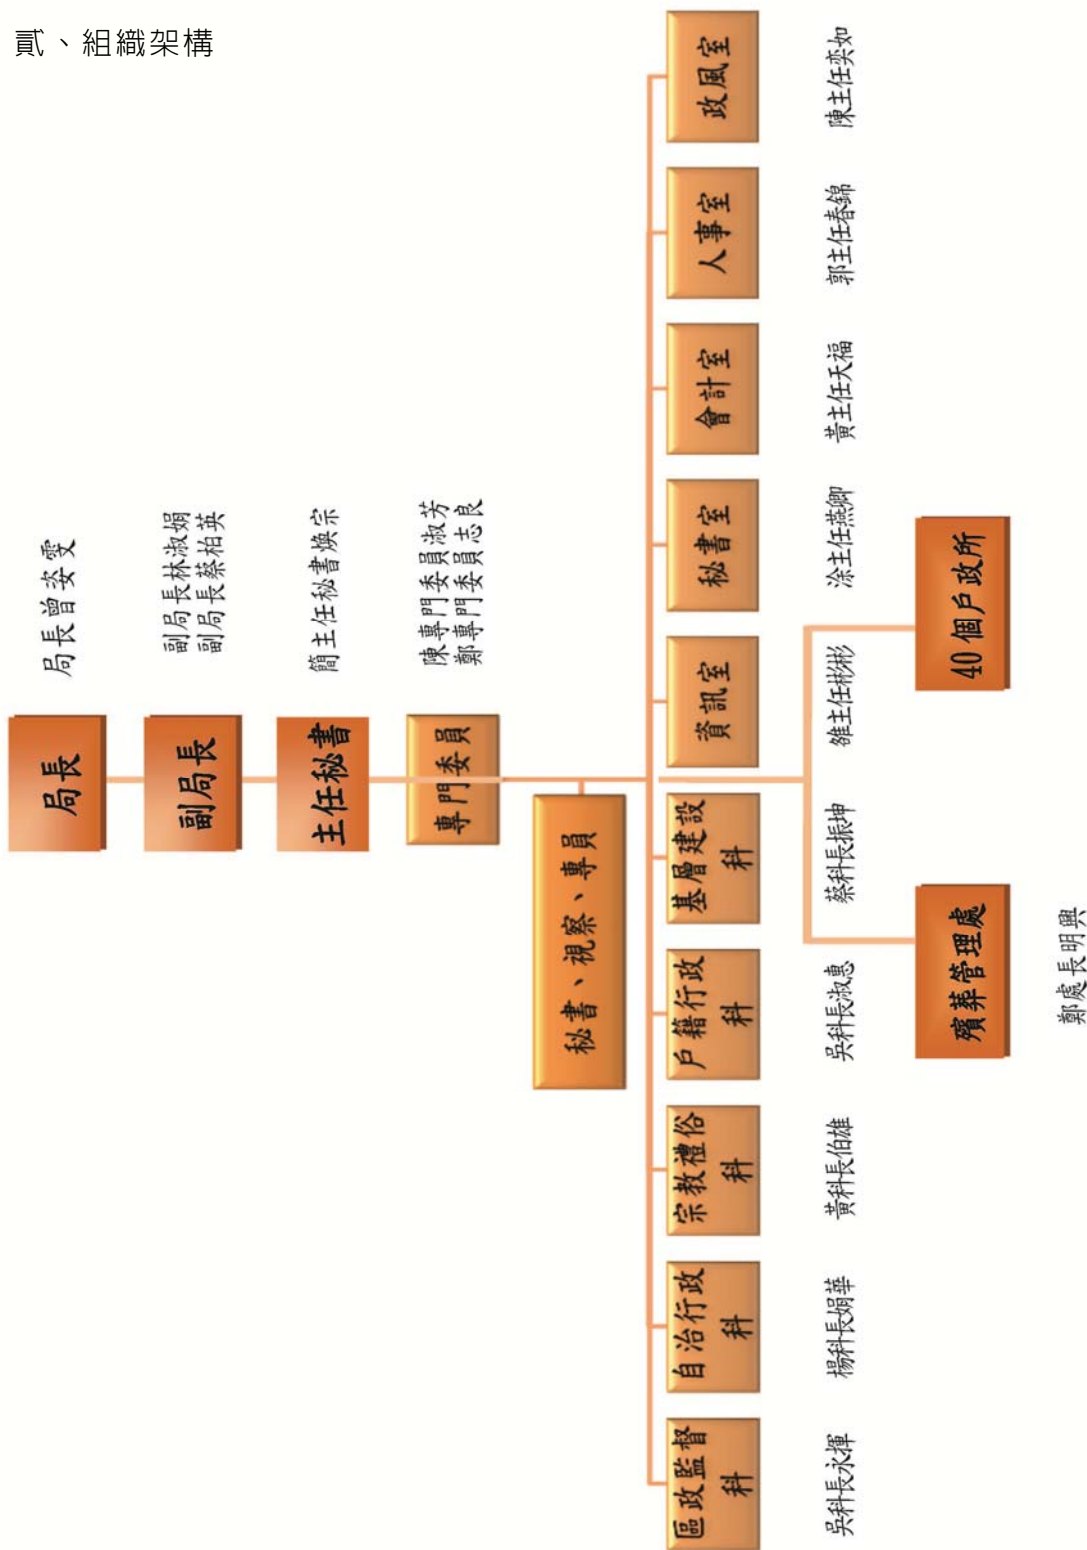 貳、組織架構
局長
局長曾姿雯
副局長
副局長林淑娟
副局長蔡柏英
主任秘書
簡主任秘書煥宗
專門委員
陳專門委員淑芳
鄭專門委員志良
秘書、視察、專員
區政監督
科
吳科長永揮
自治行政
科
楊科長娟華
宗教禮俗
科
黃科長伯雄
戶籍行政
科
吳科長淑惠
基層建設
科
蔡科長振坤
資訊室
雒主任彬彬
秘書室
涂主任燕卿
會計室
黃主任天福
人事室
郭主任春錦
政風室
陳主任奕如
殯葬管理處
鄭處長明興
40 個戶政所